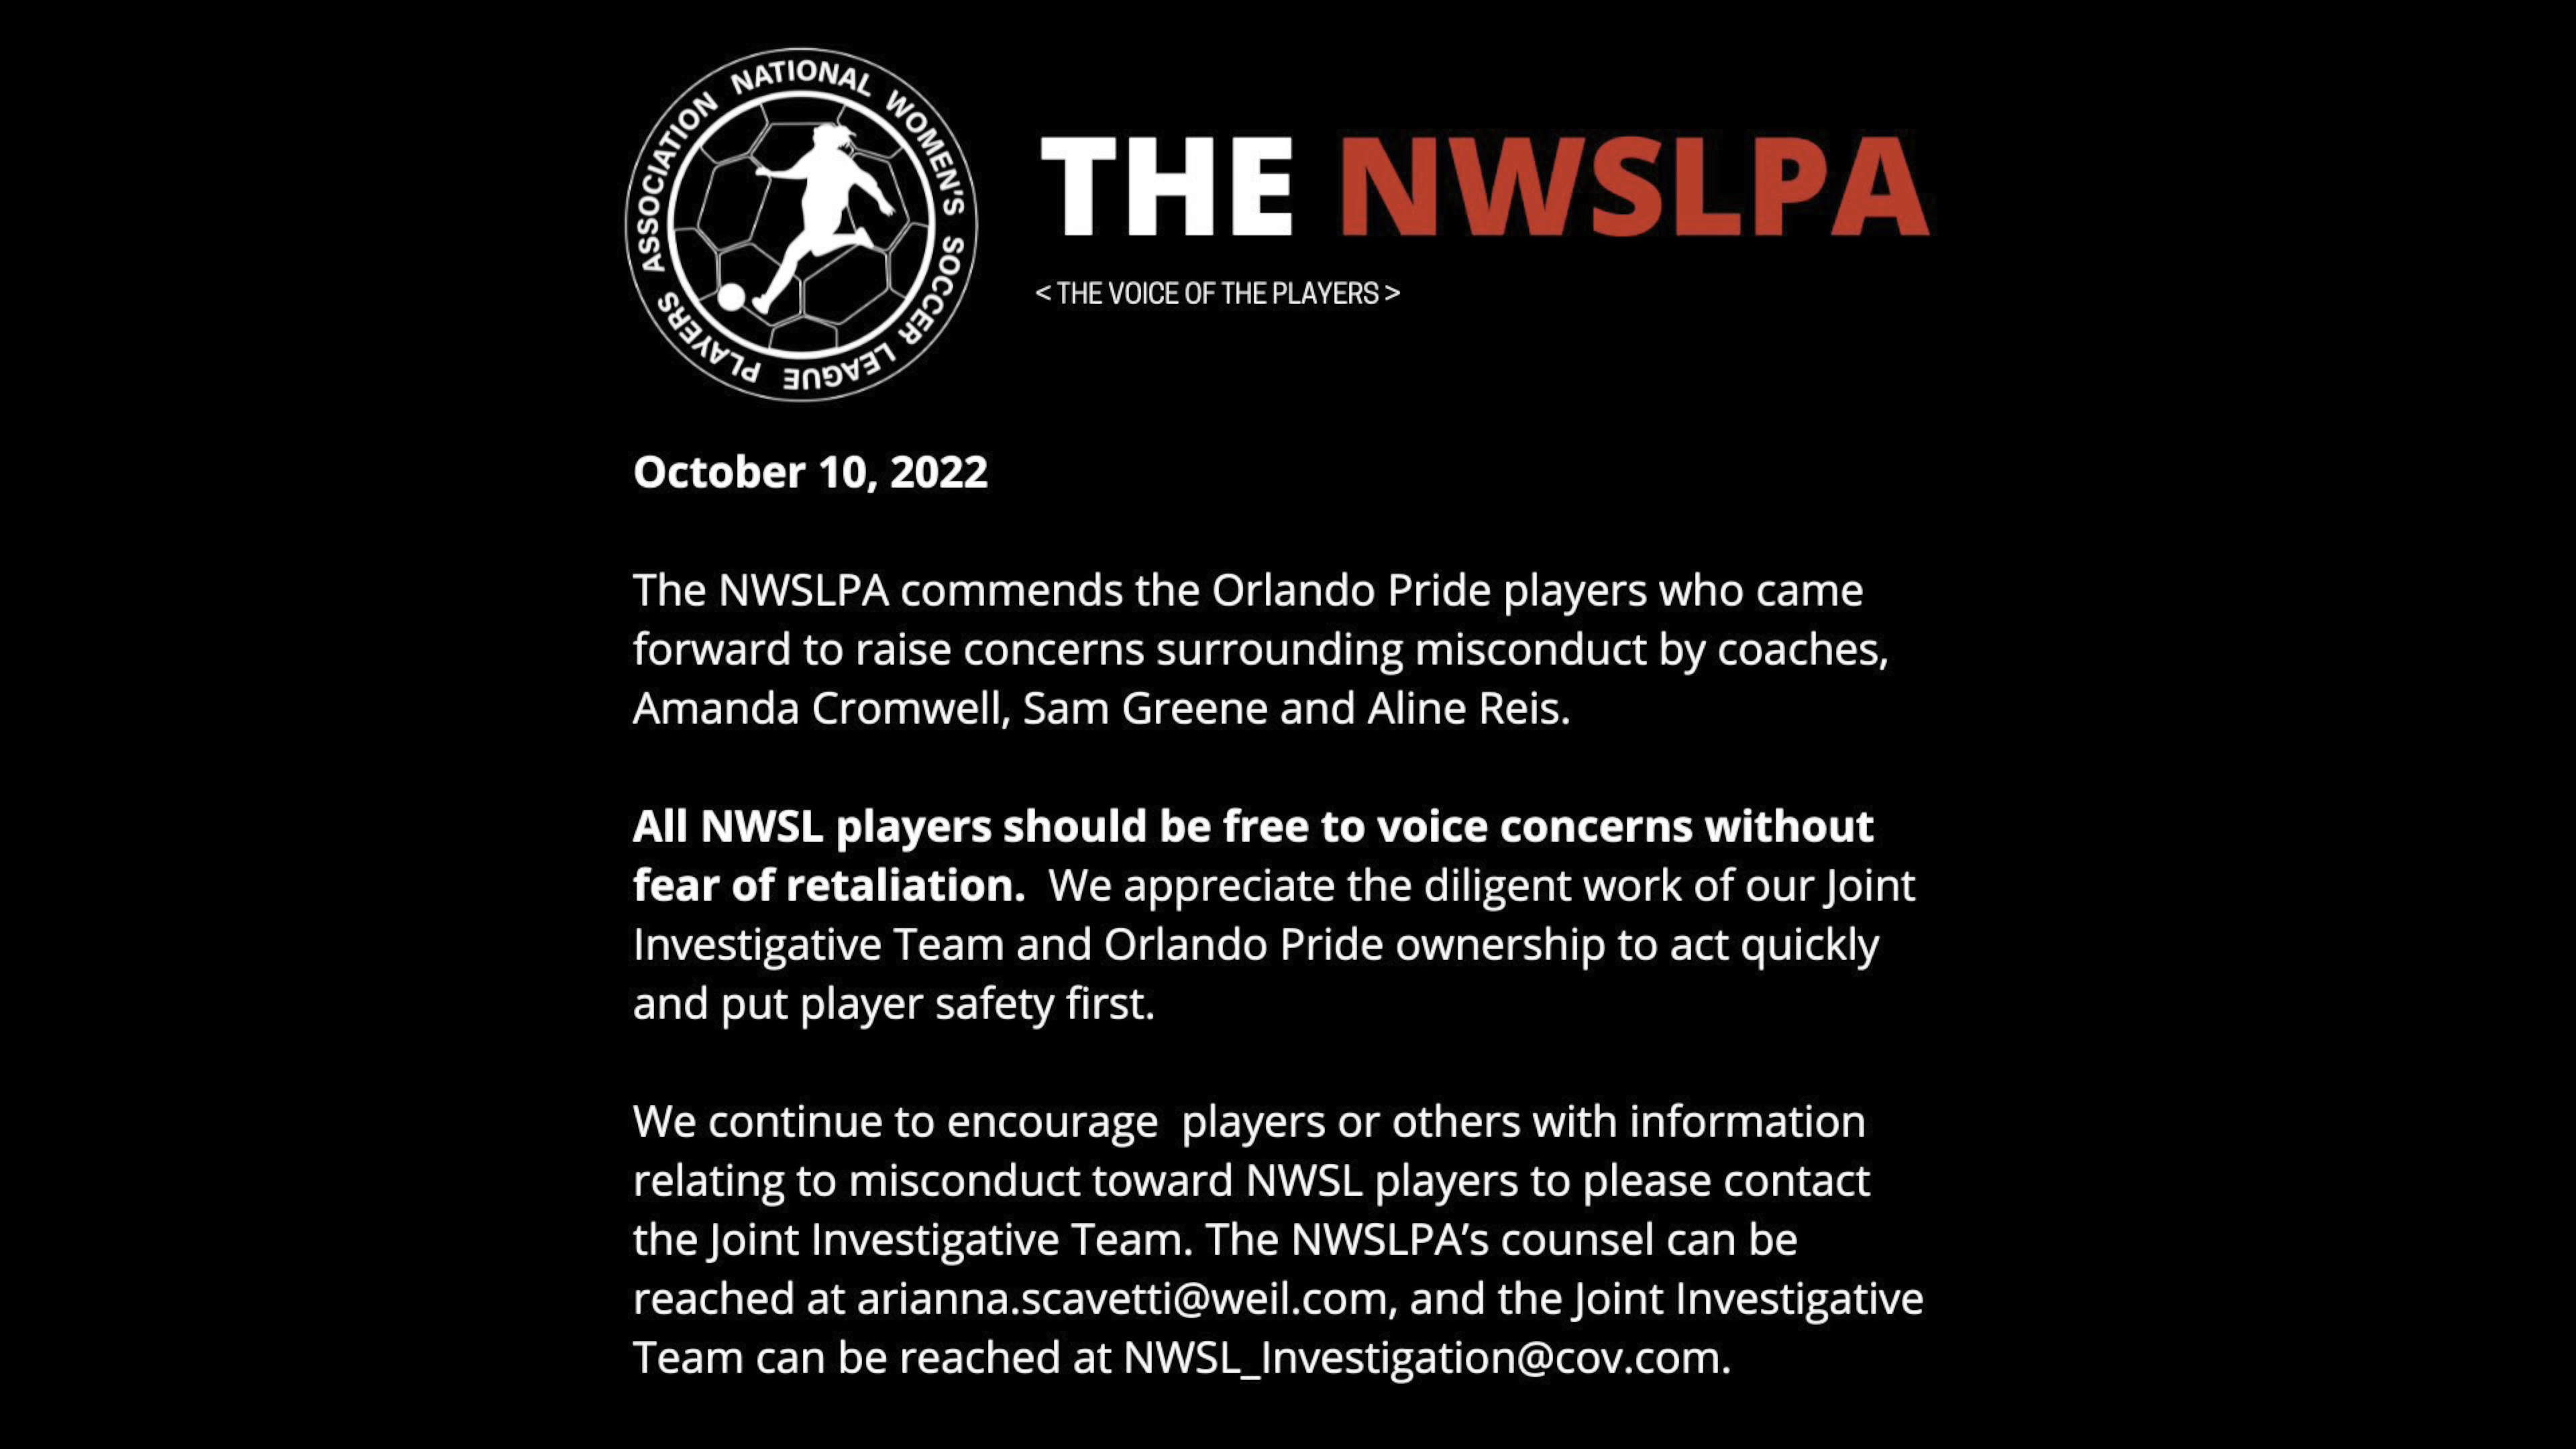 NATIONAL WOMEN'S SOCCER LEAGUE PLAYERS ASSOCIATION
THE NWSLPA
< THE VOICE OF THE PLAYERS >
October 10, 2022
The NWSLPA commends the Orlando Pride players who came
forward to raise concerns surrounding misconduct by coaches,
Amanda Cromwell, Sam Greene and Aline Reis.
All NWSL players should be free to voice concerns without
fear of retaliation.  We appreciate the diligent work of our Joint
Investigative Team and Orlando Pride ownership to act quickly
and put player safety first.
We continue to encourage  players or others with information
relating to misconduct toward NWSL players to please contact
the Joint Investigative Team. The NWSLPA’s counsel can be
reached at arianna.scavetti@weil.com, and the Joint Investigative
Team can be reached at NWSL_Investigation@cov.com.